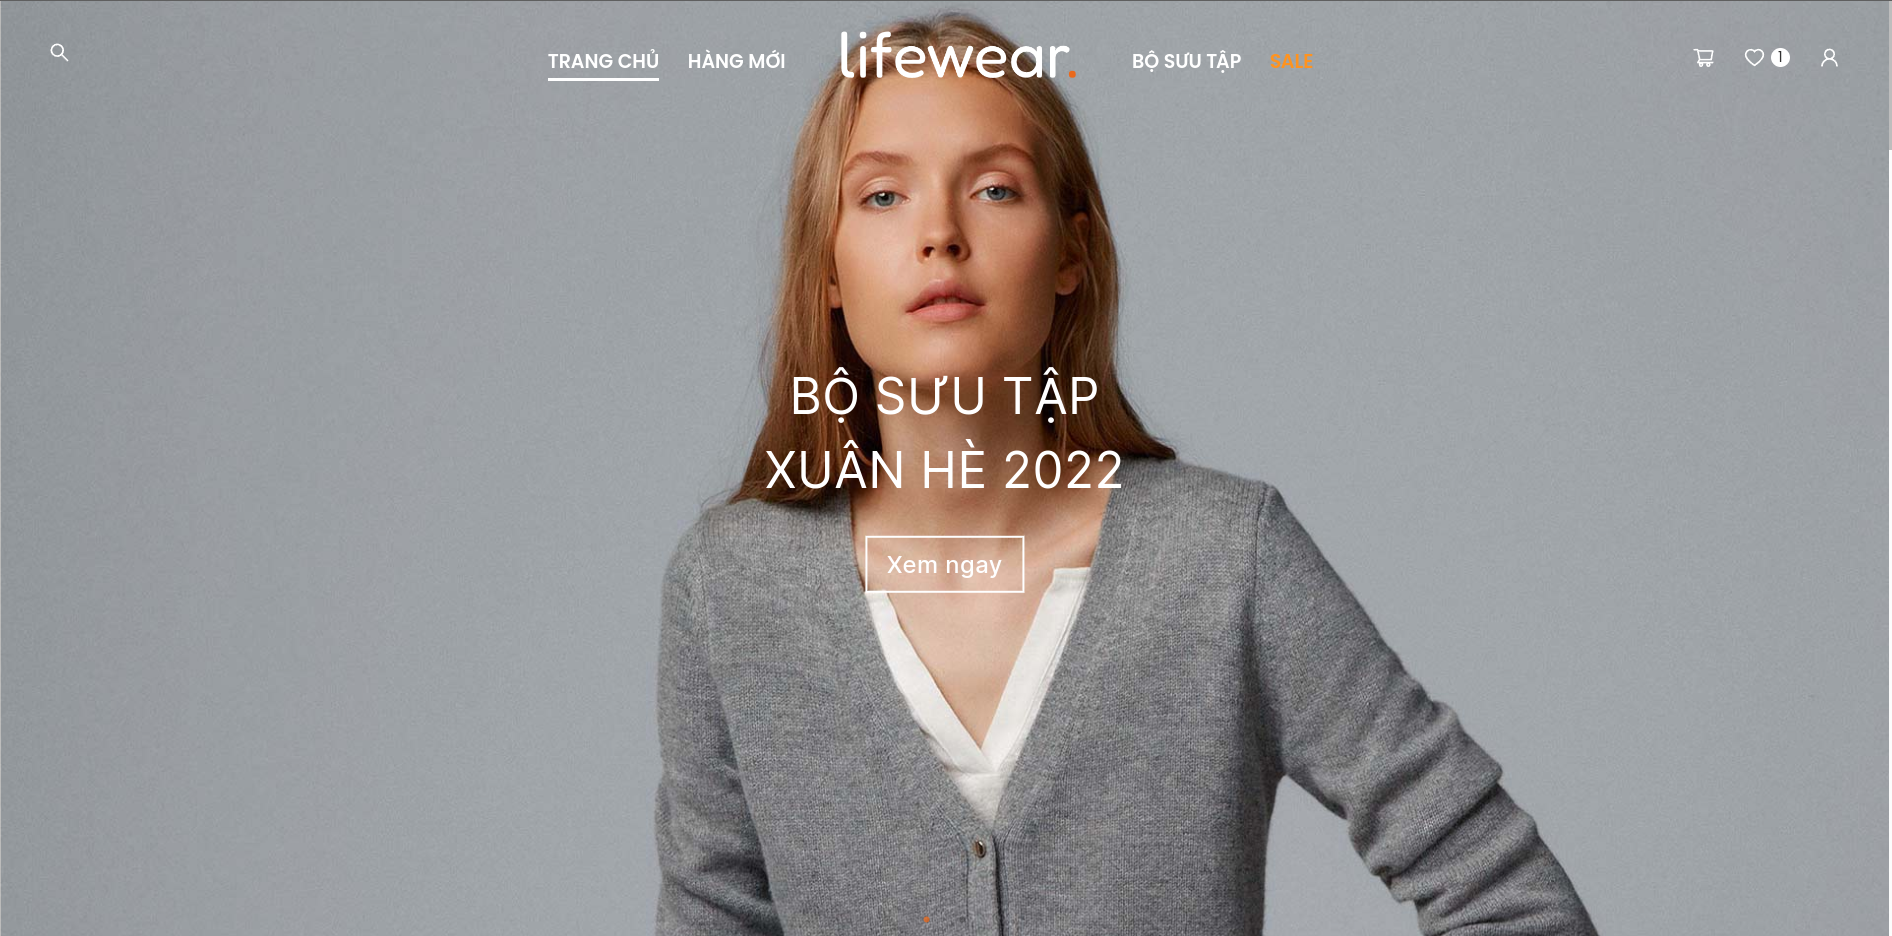 TRANG CHỦ
HÀNG MỚI
lifewear.
BỘ SƯU TẬP
SALE
1
BỘ SƯU TẬP
XUÂN HÈ 2022
Xem ngay